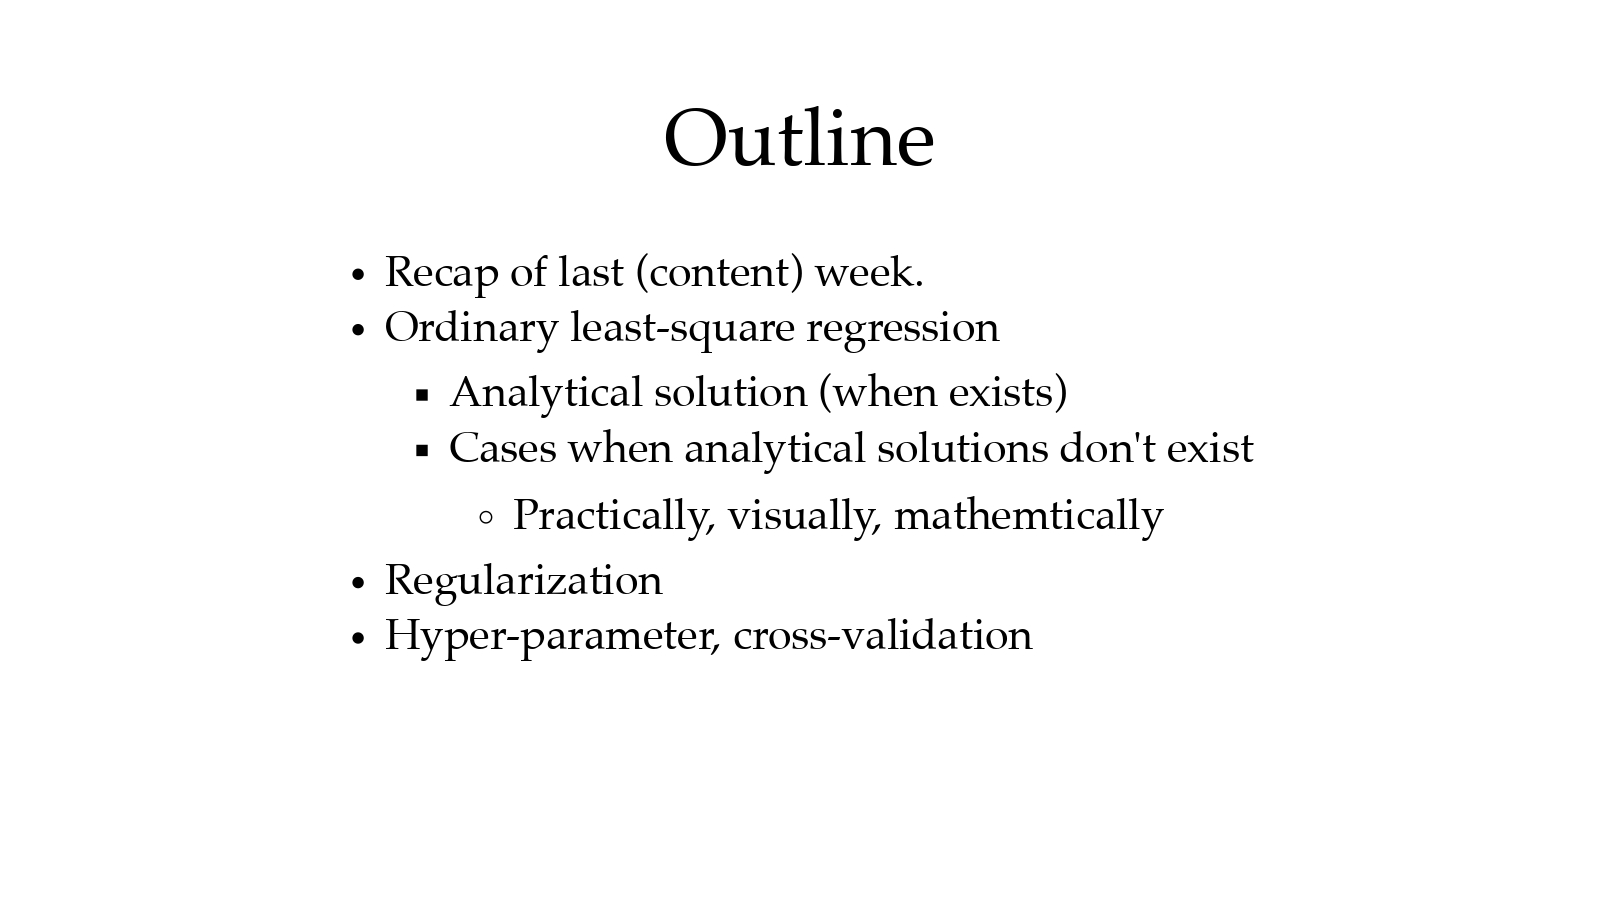 Outline
• Recap of last (content) week.
• Ordinary least-square regression
▪ Analytical solution (when exists)
▪ Cases when analytical solutions don't exist
◦ Practically, visually, mathemtically
• Regularization
• Hyper-parameter, cross-validation